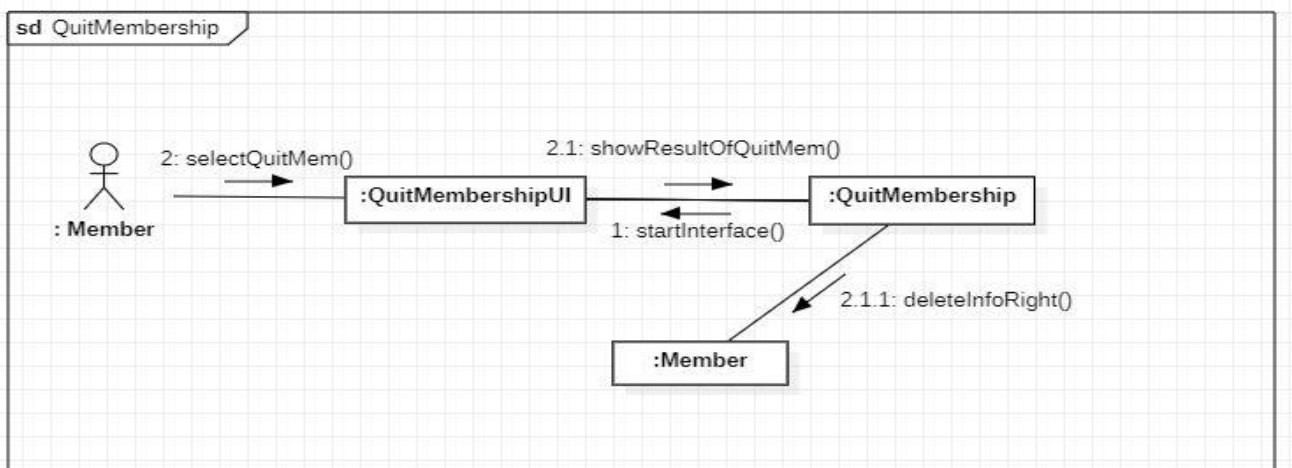 sd QuitMembership
2: selectQuitMem()
2.1: showResultOfQuitMem()
:QuitMembershipUI
:QuitMembership
: Member
1: startInterface()
2.1.1: deleteInfoRight()
:Member